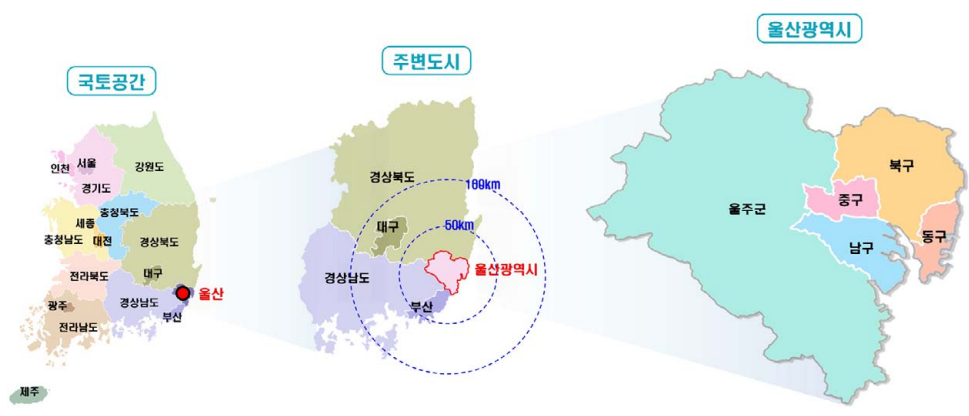 국토공간
인천
서울
경기도
강원도
충청북도
세종
충청남도
대전
경상북도
전라북도
대구
경상남도
울산
부산
광주
전라남도
제주
주변도시
100km
경상북도
50km
대구
경상남도
울산광역시
부산
울산광역시
북구
중구
울주군
동구
남구